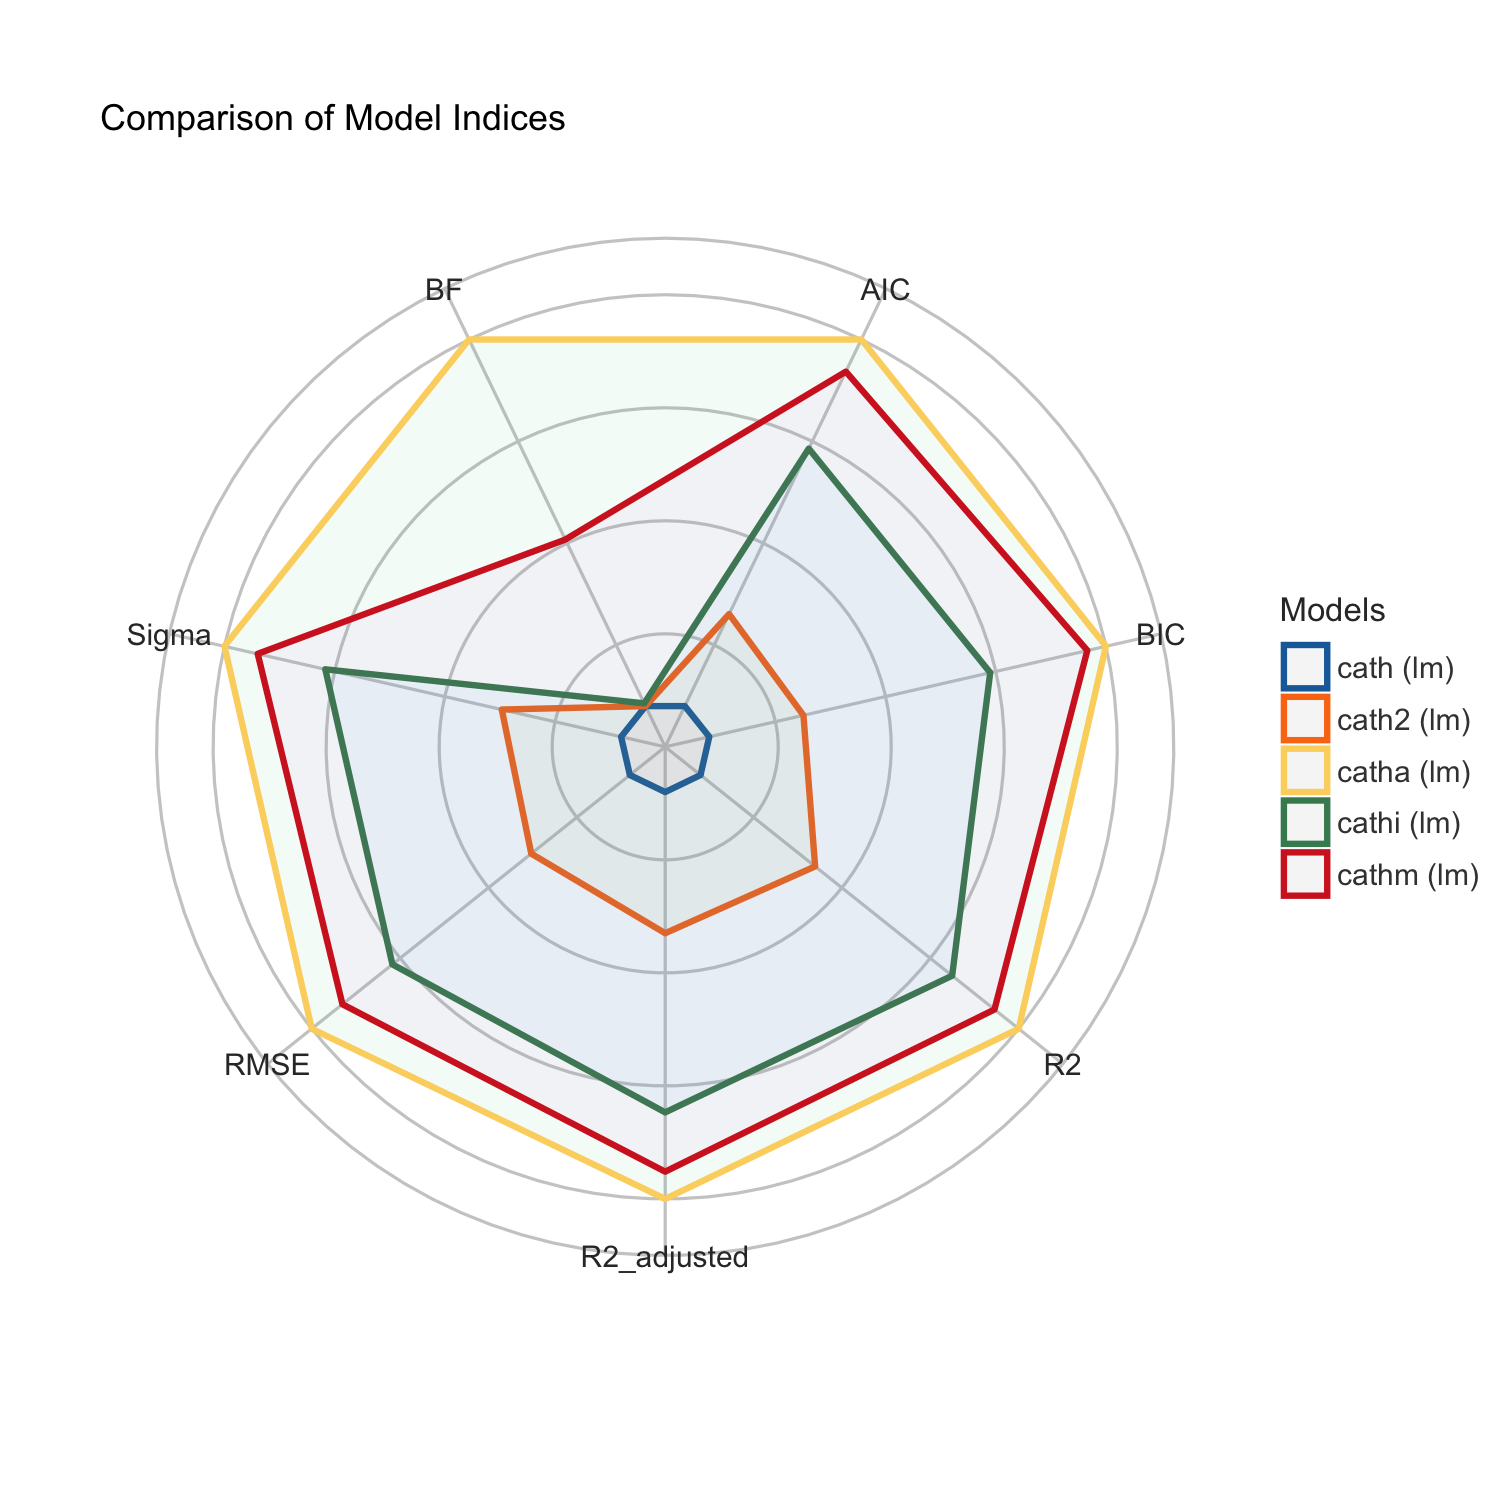 Comparison of Model Indices
BF
AIC
Sigma
BIC
RMSE
R2
R2_adjusted
Models
cath (lm)
cath2 (lm)
catha (lm)
cathi (lm)
cathm (lm)